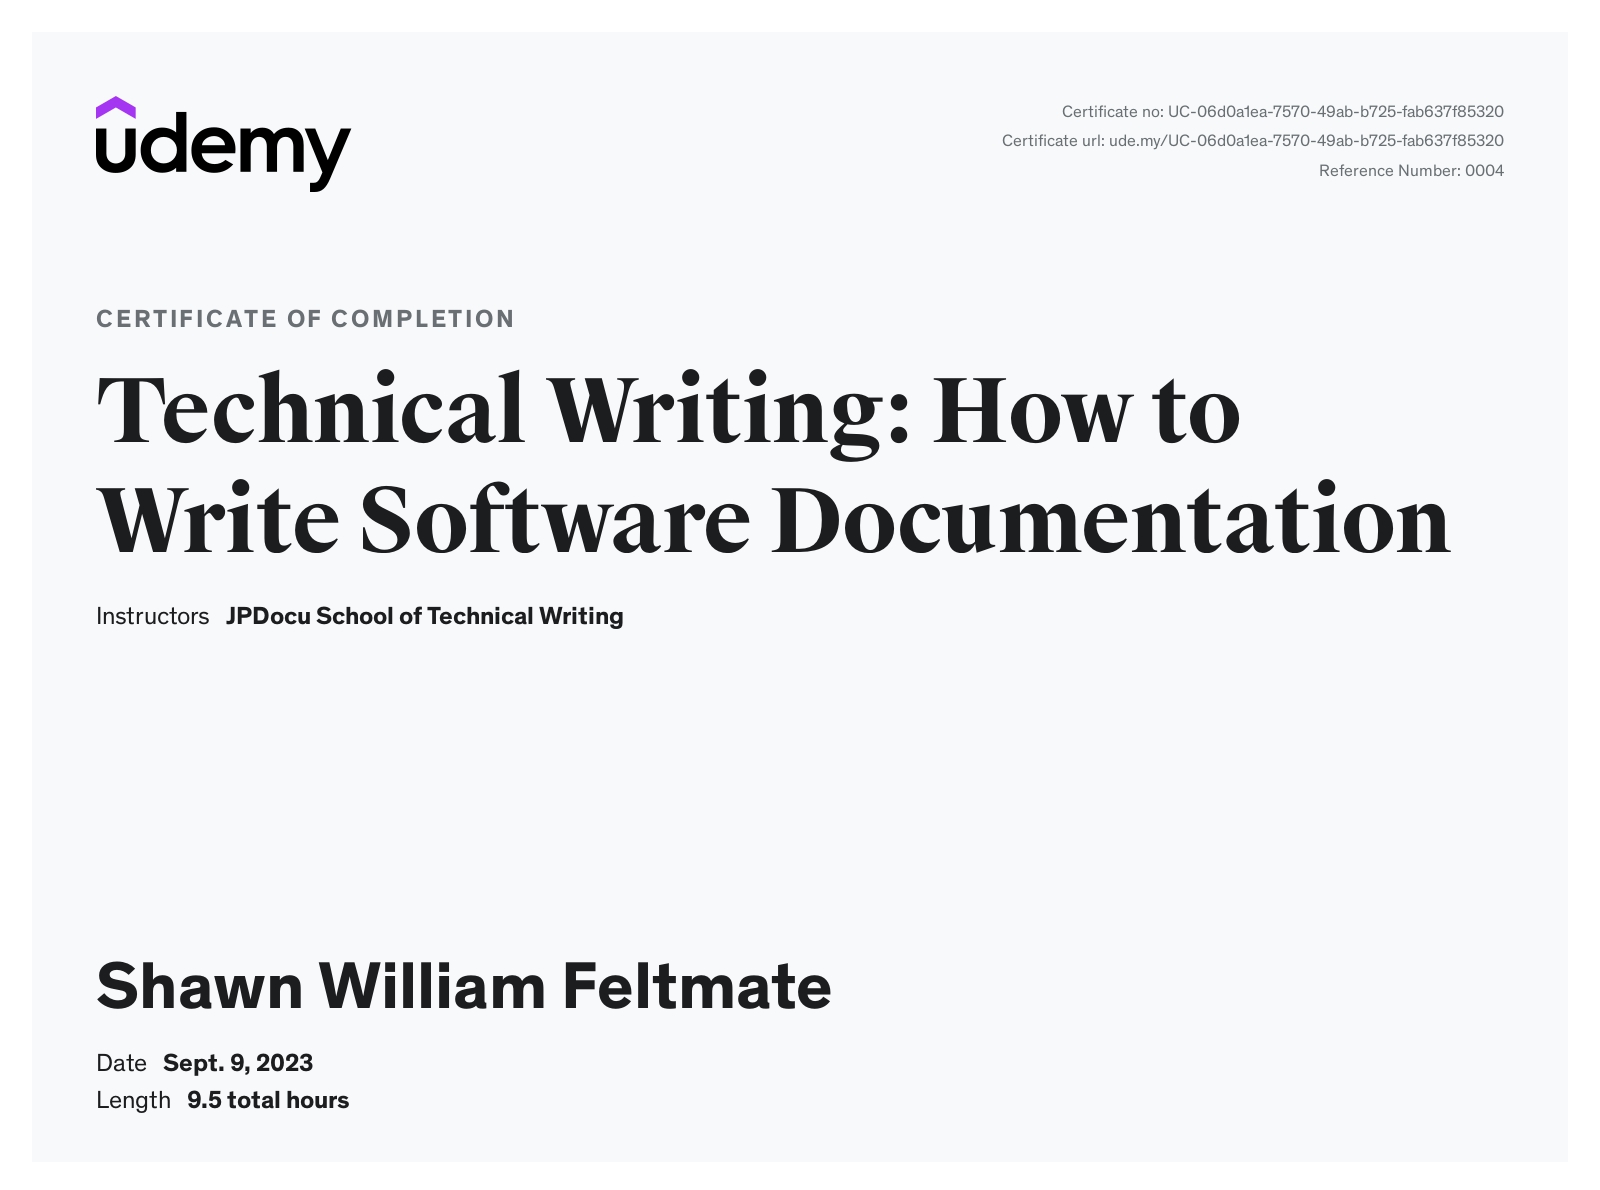 udemy
Certificate no: UC-06d0a1ea-7570-49ab-b725-fab637f85320
Certificate url: ude.my/UC-06d0a1ea-7570-49ab-b725-fab637f85320
Reference Number: 0004
CERTIFICATE OF COMPLETION
Technical Writing: How to
Write Software Documentation
Instructors JPDocu School of Technical Writing
Shawn William Feltmate
Date Sept. 9, 2023
Length 9.5 total hours